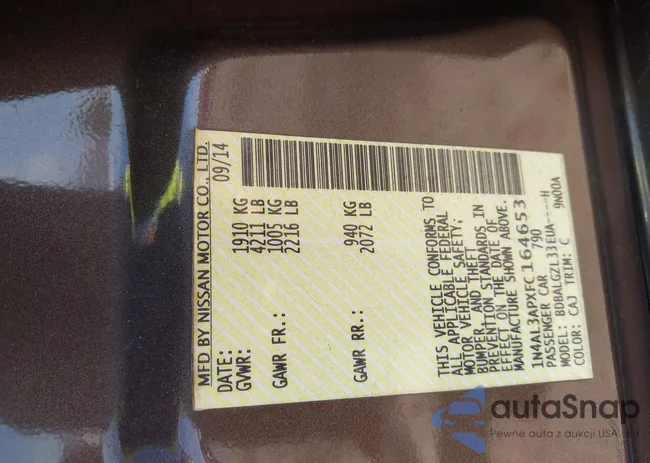 MFD BY NISSAN MOTOR CO., LTD.
DATE: 09/14
GVWR: 1910 KG
4211 LB
GAWR FR.: 1005 KG
2216 LB
GAWR RR.: 940 KG
2072 LB
THIS VEHICLE CONFORMS TO
ALL APPLICABLE FEDERAL
MOTOR VEHICLE SAFETY,
BUMPER, AND THEFT
PREVENTION STANDARDS IN
EFFECT ON THE DATE OF
MANUFACTURE SHOWN ABOVE.
1N4AL3APXFC164653
PASSENGER CAR 790
MODEL: BDBALGZL33EUA----H
9N00A
COLOR: CAJ TRIM: C
autaSnap
Pewne auta z aukcji USA i EU